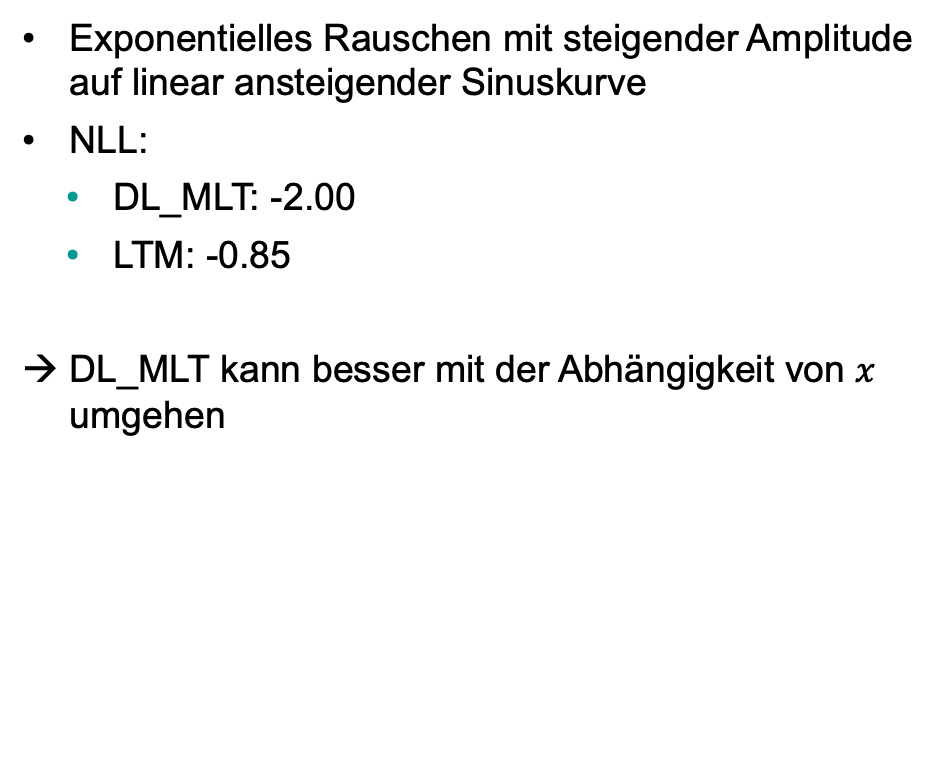 • Exponentielles Rauschen mit steigender Amplitude
auf linear ansteigender Sinuskurve
• NLL:
• DL_MLT: -2.00
• LTM: -0.85
→ DL_MLT kann besser mit der Abhängigkeit von 𝑥
umgehen